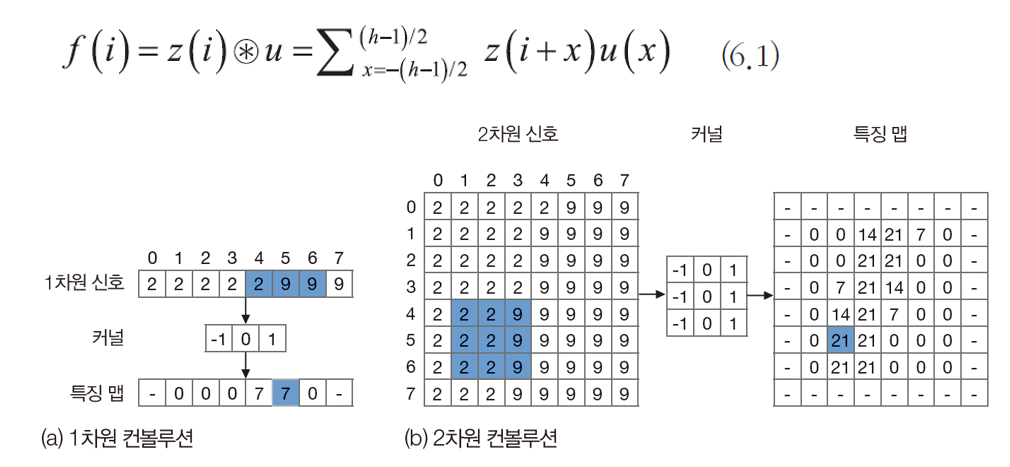 f(i)=z(i)⊛u=∑_{x=-(h-1)/2}^{(h-1)/2} z(i+x)u(x) (6.1)
0 1 2 3 4 5 6 7
1차원 신호 2 2 2 2 2 9 9 9
커널 -1 0 1
특징 맵 - 0 0 0 7 7 0 -
(a) 1차원 컨볼루션
2차원 신호
0 1 2 3 4 5 6 7
0 2 2 2 2 2 9 9 9
1 2 2 2 2 9 9 9 9
2 2 2 2 2 9 9 9 9
3 2 2 2 2 9 9 9 9
4 2 2 2 9 9 9 9 9
5 2 2 2 9 9 9 9 9
6 2 2 2 9 9 9 9 9
7 2 2 2 9 9 9 9 9
커널
-1 0 1
-1 0 1
-1 0 1
특징 맵
- - - - - - - -
- 0 0 14 21 7 0 -
- 0 0 21 21 0 0 -
- 0 7 21 14 0 0 -
- 0 14 21 7 0 0 -
- 0 21 21 0 0 0 -
- 0 21 21 0 0 0 -
- - - - - - - -
(b) 2차원 컨볼루션